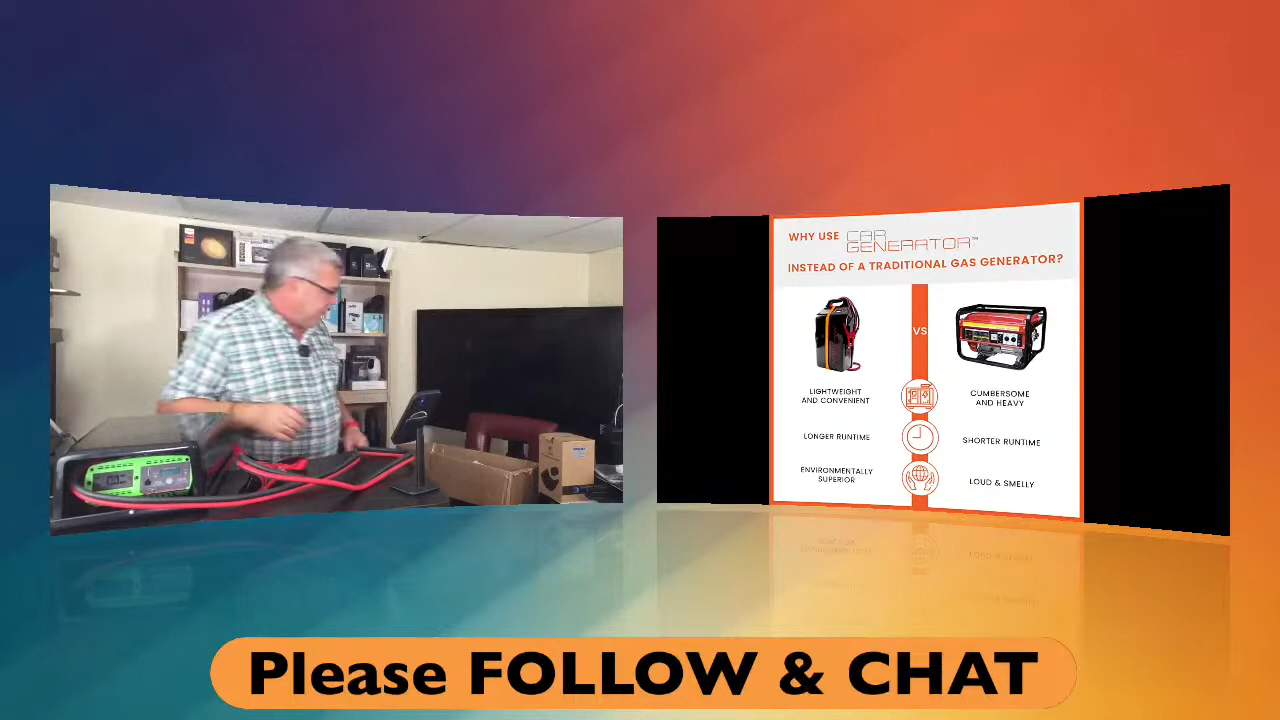 WHY USE CAR GENERATOR™
INSTEAD OF A TRADITIONAL GAS GENERATOR?
VS
LIGHTWEIGHT
AND CONVENIENT
CUMBERSOME
AND HEAVY
LONGER RUNTIME
SHORTER RUNTIME
ENVIRONMENTALLY
SUPERIOR
LOUD & SMELLY
Please FOLLOW & CHAT